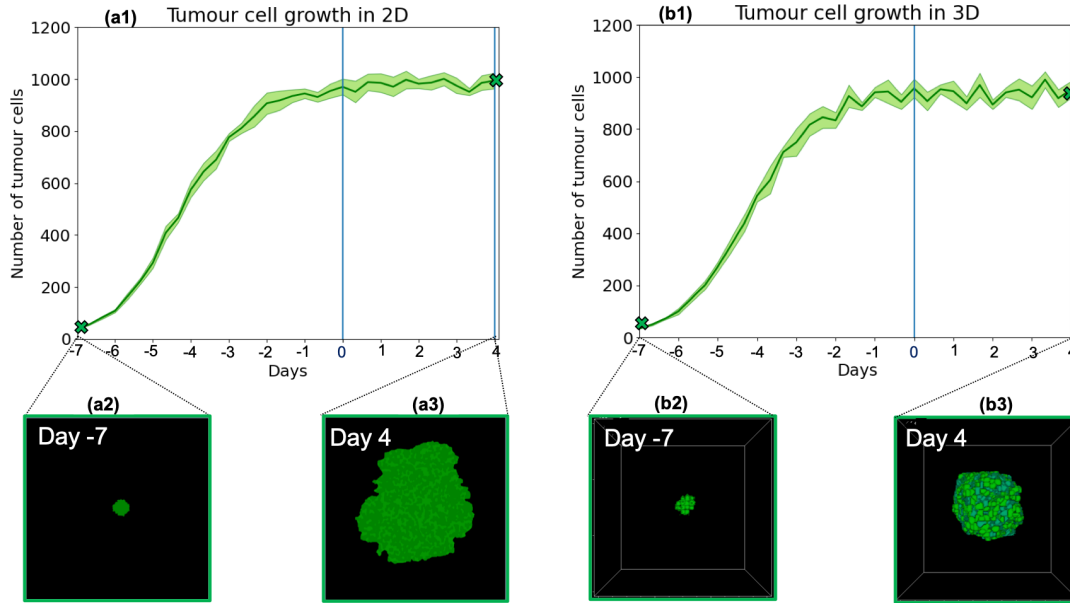 (a1)
Tumour cell growth in 2D
1200
1000
800
600
400
200
0
Number of tumour cells
-7 -6 -5 -4 -3 -2 -1 0 1 2 3 4
Days
(a2)
Day -7
(a3)
Day 4
(b1)
Tumour cell growth in 3D
1200
1000
800
600
400
200
0
Number of tumour cells
-7 -6 -5 -4 -3 -2 -1 0 1 2 3 4
Days
(b2)
Day -7
(b3)
Day 4